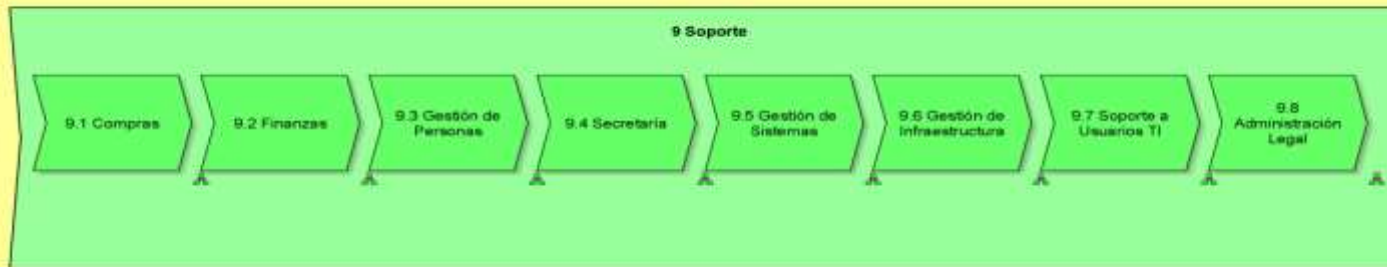 9 Soporte
9.1 Compras
9.2 Finanzas
9.3 Gestión de
Personas
9.4 Secretaría
9.5 Gestión de
Sistemas
9.6 Gestión de
Infraestructura
9.7 Soporte a
Usuarios TI
9.8
Administración
Legal